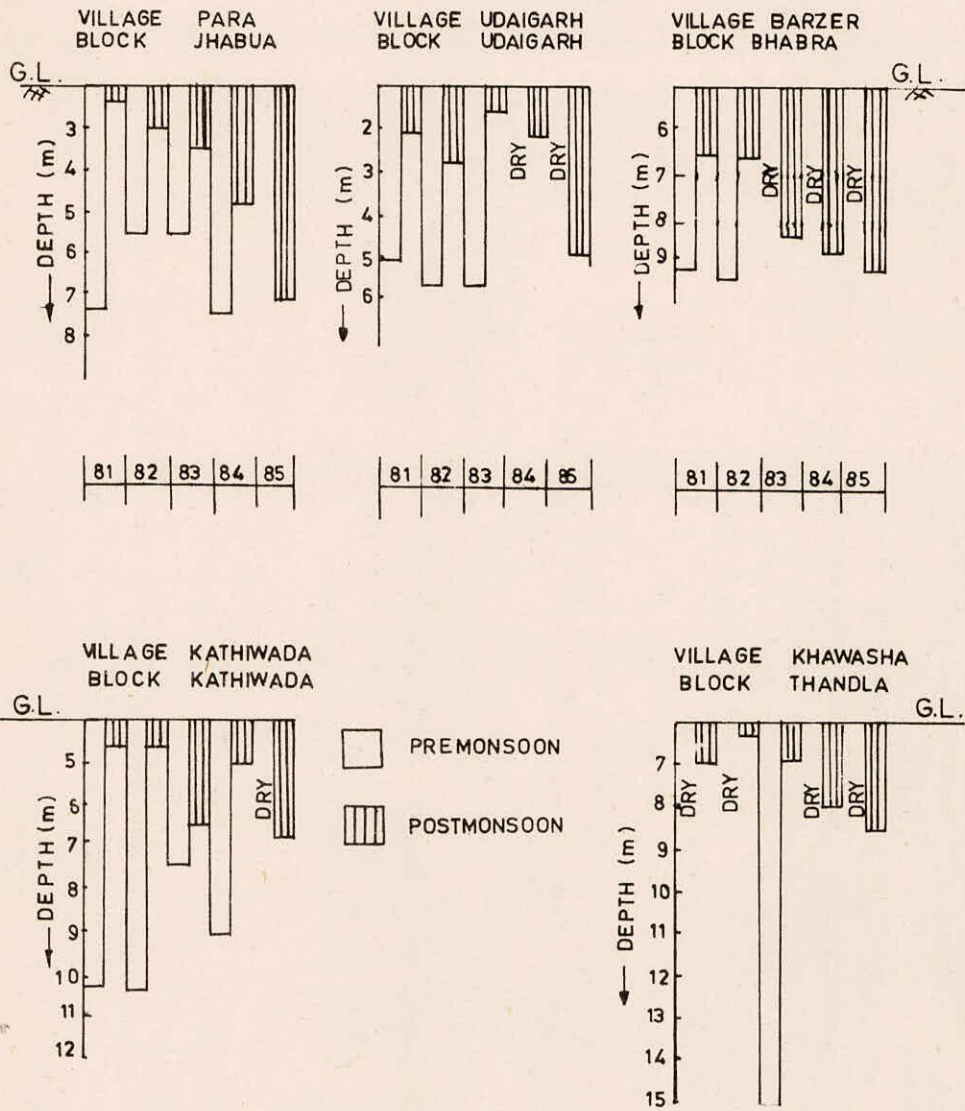 VILLAGE PARA
BLOCK JHABUA
G.L.
DEPTH (m)
3
4
5
6
7
8
81 82 83 84 85
VILLAGE UDAIGARH
BLOCK UDAIGARH
DEPTH (m)
2
3
4
5
6
DRY DRY
81 82 83 84 85
VILLAGE BARZER
BLOCK BHABRA
G.L.
DEPTH (m)
6
7
8
9
DRY DRY DRY
81 82 83 84 85
VILLAGE KATHIWADA
BLOCK KATHIWADA
G.L.
DEPTH (m)
5
6
7
8
9
10
11
12
DRY
PREMONSOON
POSTMONSOON
VILLAGE KHAWASHA
BLOCK THANDLA
G.L.
DEPTH (m)
7
8
9
10
11
12
13
14
15
DRY DRY DRY DRY